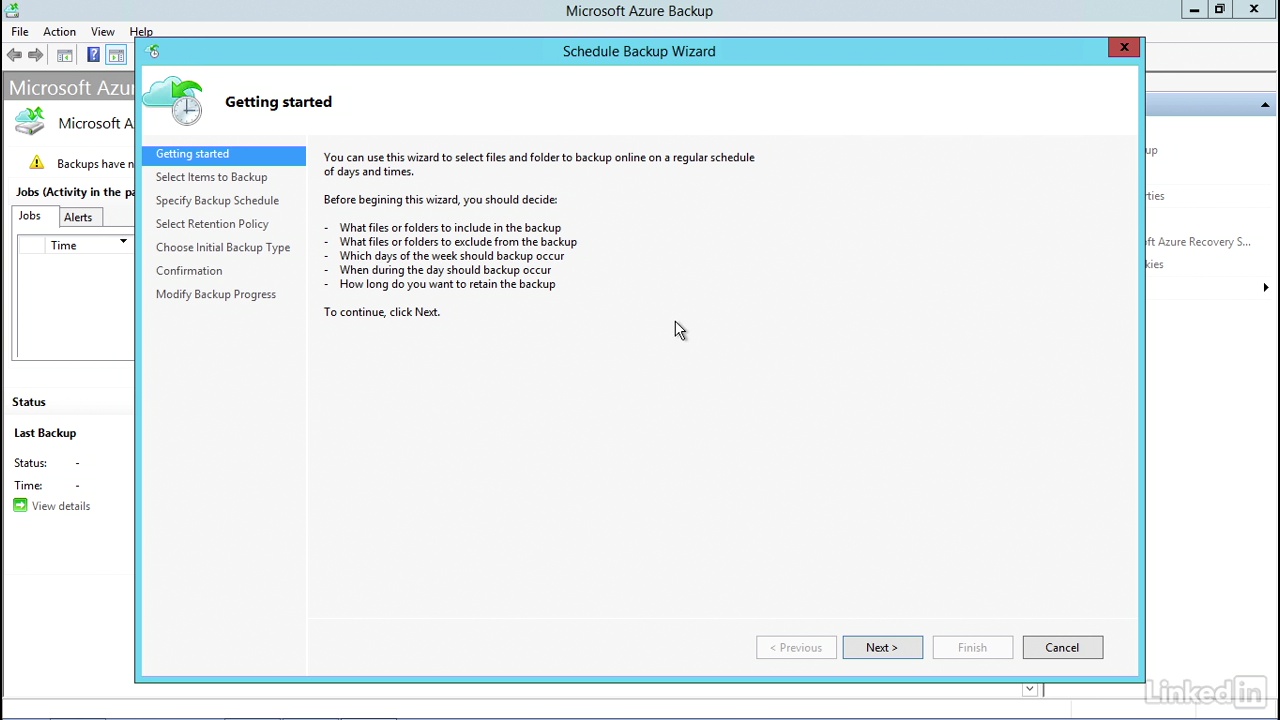 Microsoft Azure Backup
File Action View Help
Schedule Backup Wizard
Microsoft Azur
Microsoft A
Backups have n
Jobs (Activity in the pa
Jobs
Alerts
Time
Status
Last Backup
Status: -
Time: -
View details
Getting started
Getting started
Select Items to Backup
Specify Backup Schedule
Select Retention Policy
Choose Initial Backup Type
Confirmation
Modify Backup Progress
You can use this wizard to select files and folder to backup online on a regular schedule
of days and times.
Before begining this wizard, you should decide:
- What files or folders to include in the backup
- What files or folders to exclude from the backup
- Which days of the week should backup occur
- When during the day should backup occur
- How long do you want to retain the backup
To continue, click Next.
< Previous
Next >
Finish
Cancel
up
rties
ft Azure Recovery S...
kies
Linked in